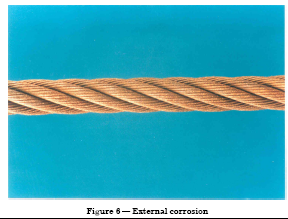 Figure 6 — External corrosion